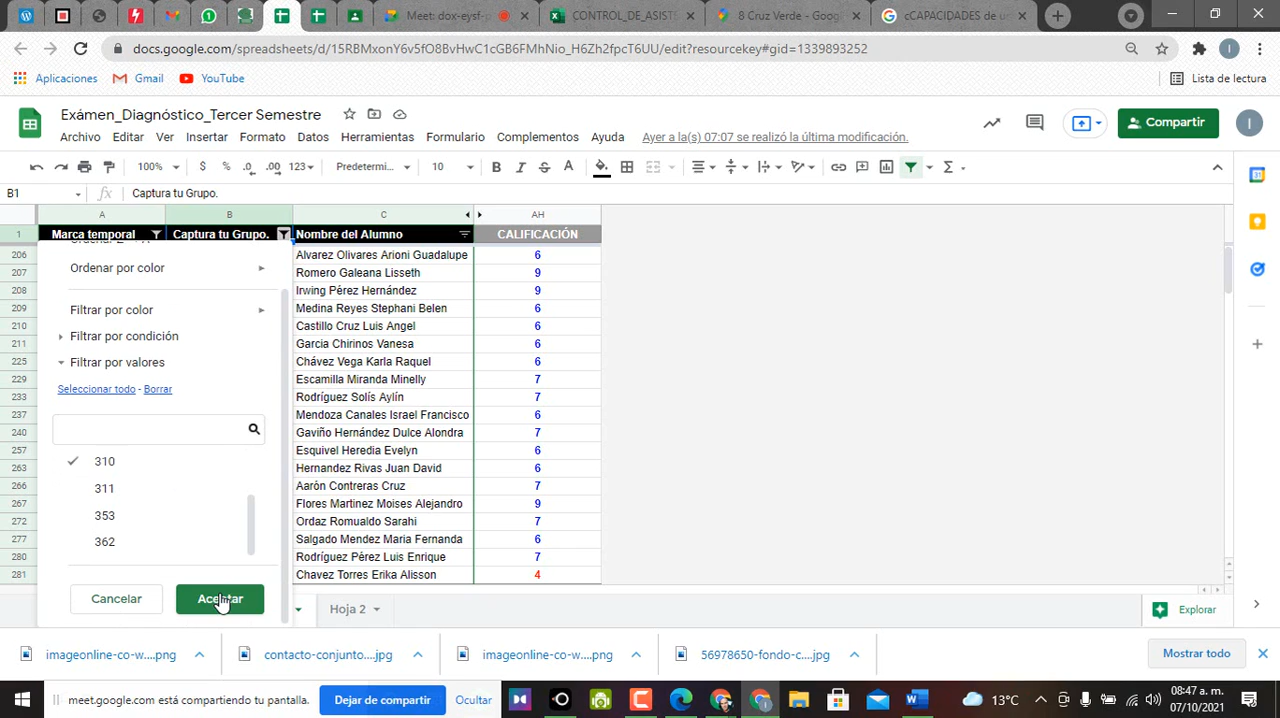 Meet: dox-eysf-
CONTROL_DE_ASIST
8 Cruz Verde - Goog
cCAPACIDADES de u
docs.google.com/spreadsheets/d/15RBMxonY6v5fO8BvHwC1cGB6FMhNio_H6Zh2fpcT6UU/edit?resourcekey#gid=1339893252
Aplicaciones Gmail YouTube Lista de lectura
Exámen_Diagnóstico_Tercer Semestre
Compartir
Archivo Editar Ver Insertar Formato Datos Herramientas Formulario Complementos Ayuda Ayer a la(s) 07:07 se realizó la última modificación.
100% $ % .0 .00 123 Predetermi... 10 B I S A
B1 fx Captura tu Grupo.
A B C AH
1 Marca temporal Captura tu Grupo. Nombre del Alumno CALIFICACIÓN
206 Alvarez Olivares Arioni Guadalupe 6
207 Romero Galeana Lisseth 9
208 Irwing Pérez Hernández 9
209 Medina Reyes Stephani Belen 6
210 Castillo Cruz Luis Angel 6
211 Garcia Chirinos Vanesa 6
225 Chávez Vega Karla Raquel 6
229 Escamilla Miranda Minelly 7
233 Rodríguez Solís Aylín 7
237 Mendoza Canales Israel Francisco 6
240 Gaviño Hernández Dulce Alondra 7
257 Esquivel Heredia Evelyn 6
263 Hernandez Rivas Juan David 6
266 Aarón Contreras Cruz 7
267 Flores Martinez Moises Alejandro 9
272 Ordaz Romualdo Sarahi 7
277 Salgado Mendez Maria Fernanda 6
280 Rodríguez Pérez Luis Enrique 7
281 Chavez Torres Erika Alisson 4
Ordenar por color
Filtrar por color
Filtrar por condición
Filtrar por valores
Seleccionar todo - Borrar
310
311
353
362
Cancelar Aceptar
Hoja 2
Explorar
imageonline-co-w....png contacto-conjunto....jpg imageonline-co-w....png 56978650-fondo-c....jpg Mostrar todo
meet.google.com está compartiendo tu pantalla. Dejar de compartir Ocultar
13°C
08:47 a. m.
07/10/2021